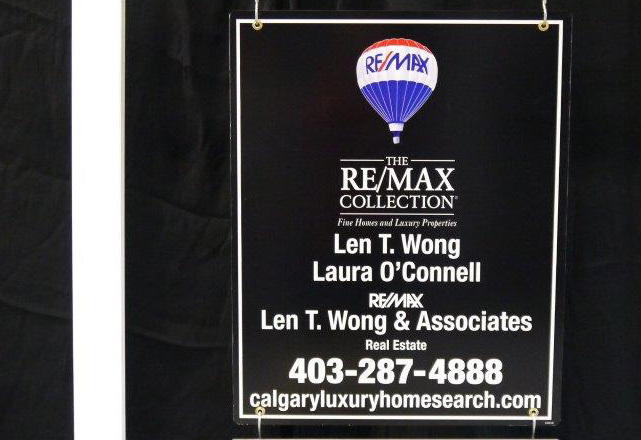 RE/MAX
THE
RE/MAX
COLLECTION
Fine Homes and Luxury Properties
Len T. Wong
Laura O'Connell
RE/MAX
Len T. Wong & Associates
Real Estate
403-287-4888
calgaryluxuryhomesearch.com